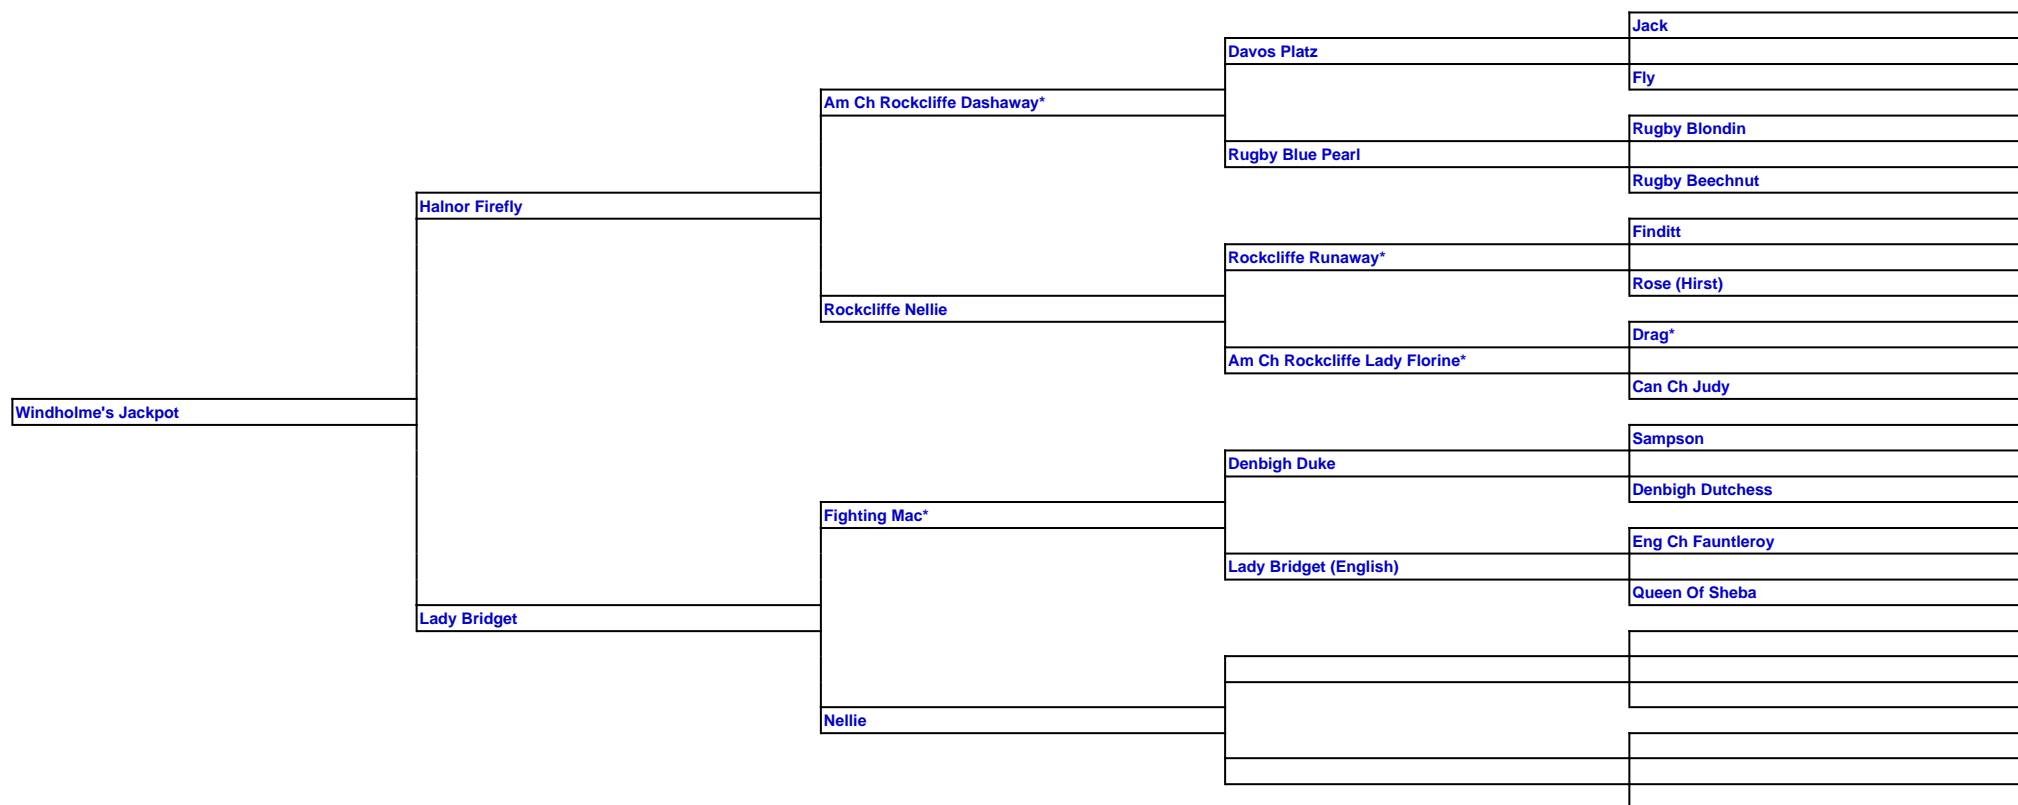 Jack
Davos Platz
Fly
Am Ch Rockcliffe Dashaway*
Rugby Blondin
Rugby Blue Pearl
Rugby Beechnut
Halnor Firefly
Finditt
Rockcliffe Runaway*
Rose (Hirst)
Rockcliffe Nellie
Drag*
Am Ch Rockcliffe Lady Florine*
Can Ch Judy
Windholme's Jackpot
Sampson
Denbigh Duke
Denbigh Dutchess
Fighting Mac*
Eng Ch Fauntleroy
Lady Bridget (English)
Queen Of Sheba
Lady Bridget
Nellie